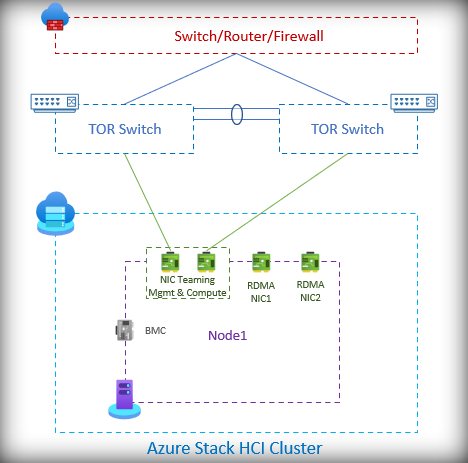 Switch/Router/Firewall
TOR Switch
TOR Switch
NIC Teaming
Mgmt & Compute
RDMA
NIC1
RDMA
NIC2
BMC
Node1
Azure Stack HCI Cluster